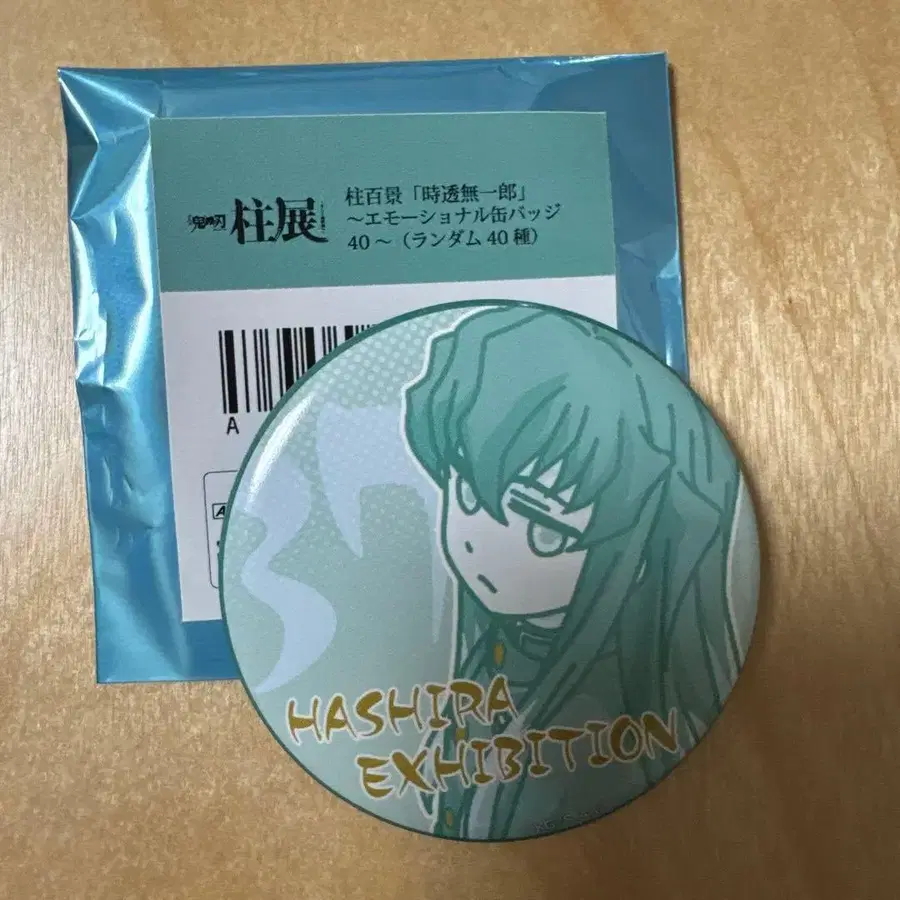 鬼滅の刃 柱展
柱百景「時透無一郎」
～エモーショナル缶バッジ
40～（ランダム40種）
A
HASHIRA
EXHIBITION